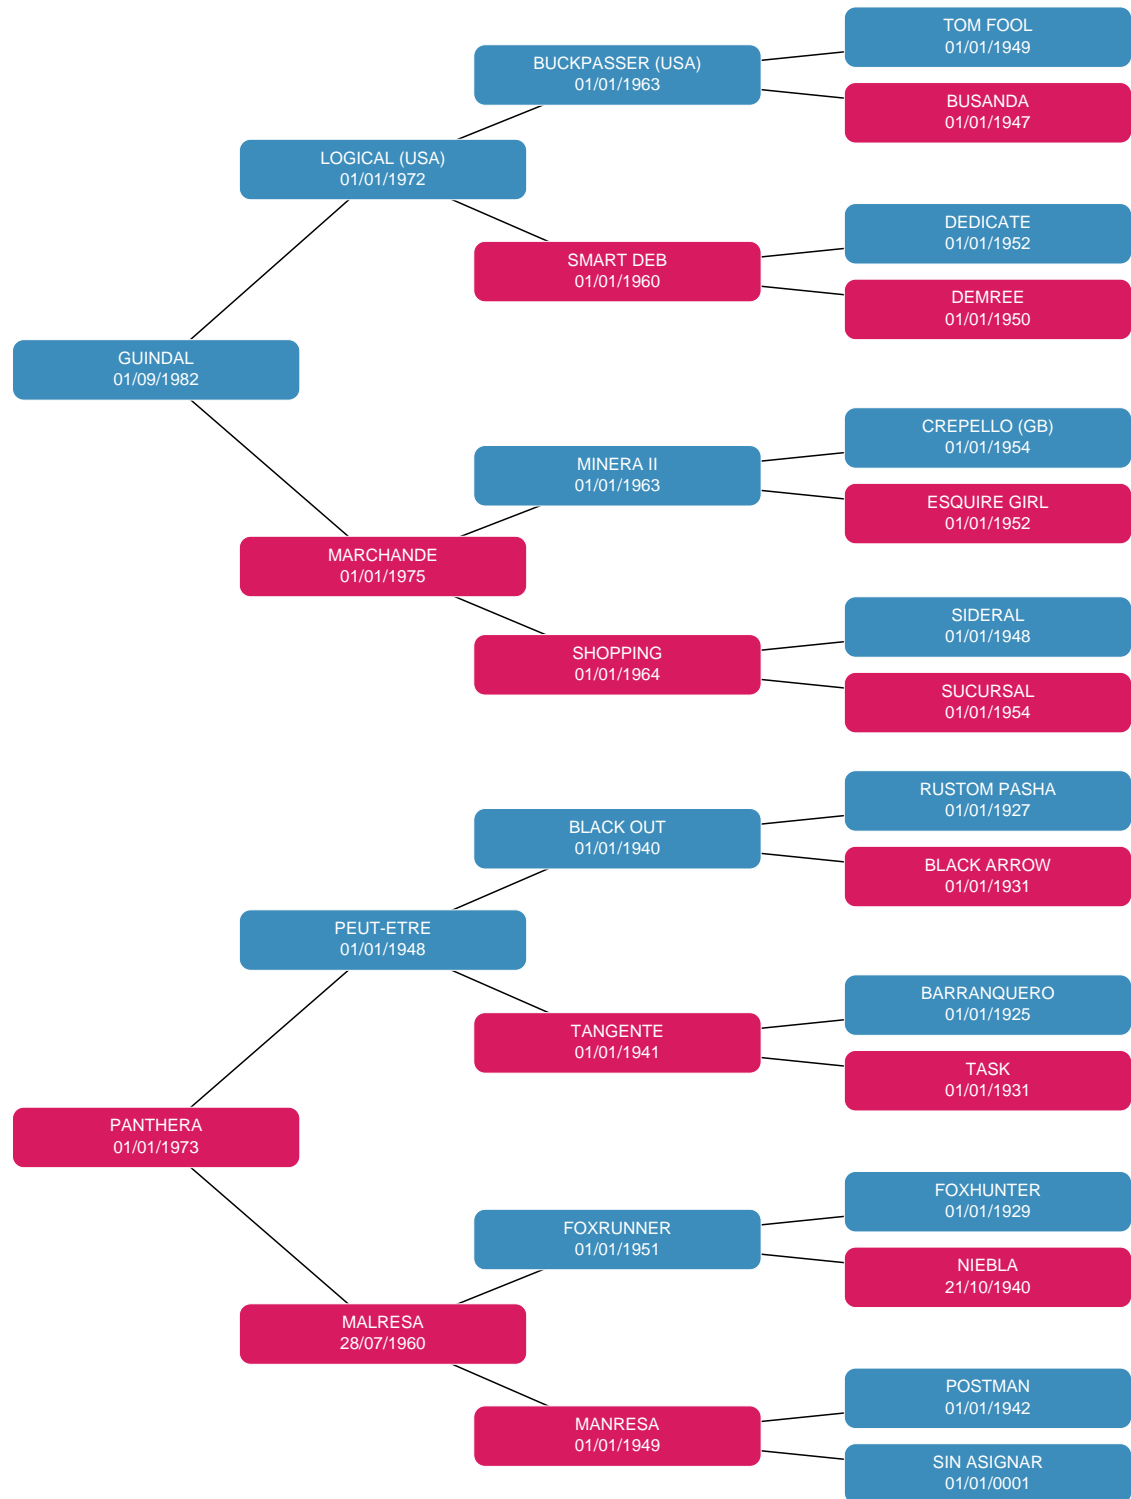 TOM FOOL
01/01/1949
BUCKPASSER (USA)
01/01/1963
BUSANDA
01/01/1947
LOGICAL (USA)
01/01/1972
DEDICATE
01/01/1952
SMART DEB
01/01/1960
DEMREE
01/01/1950
GUINDAL
01/09/1982
CREPELLO (GB)
01/01/1954
MINERA II
01/01/1963
ESQUIRE GIRL
01/01/1952
MARCHANDE
01/01/1975
SIDERAL
01/01/1948
SHOPPING
01/01/1964
SUCURSAL
01/01/1954
RUSTOM PASHA
01/01/1927
BLACK OUT
01/01/1940
BLACK ARROW
01/01/1931
PEUT-ETRE
01/01/1948
BARRANQUERO
01/01/1925
TANGENTE
01/01/1941
TASK
01/01/1931
PANTHERA
01/01/1973
FOXHUNTER
01/01/1929
FOXRUNNER
01/01/1951
NIEBLA
21/10/1940
MALRESA
28/07/1960
POSTMAN
01/01/1942
MANRESA
01/01/1949
SIN ASIGNAR
01/01/0001